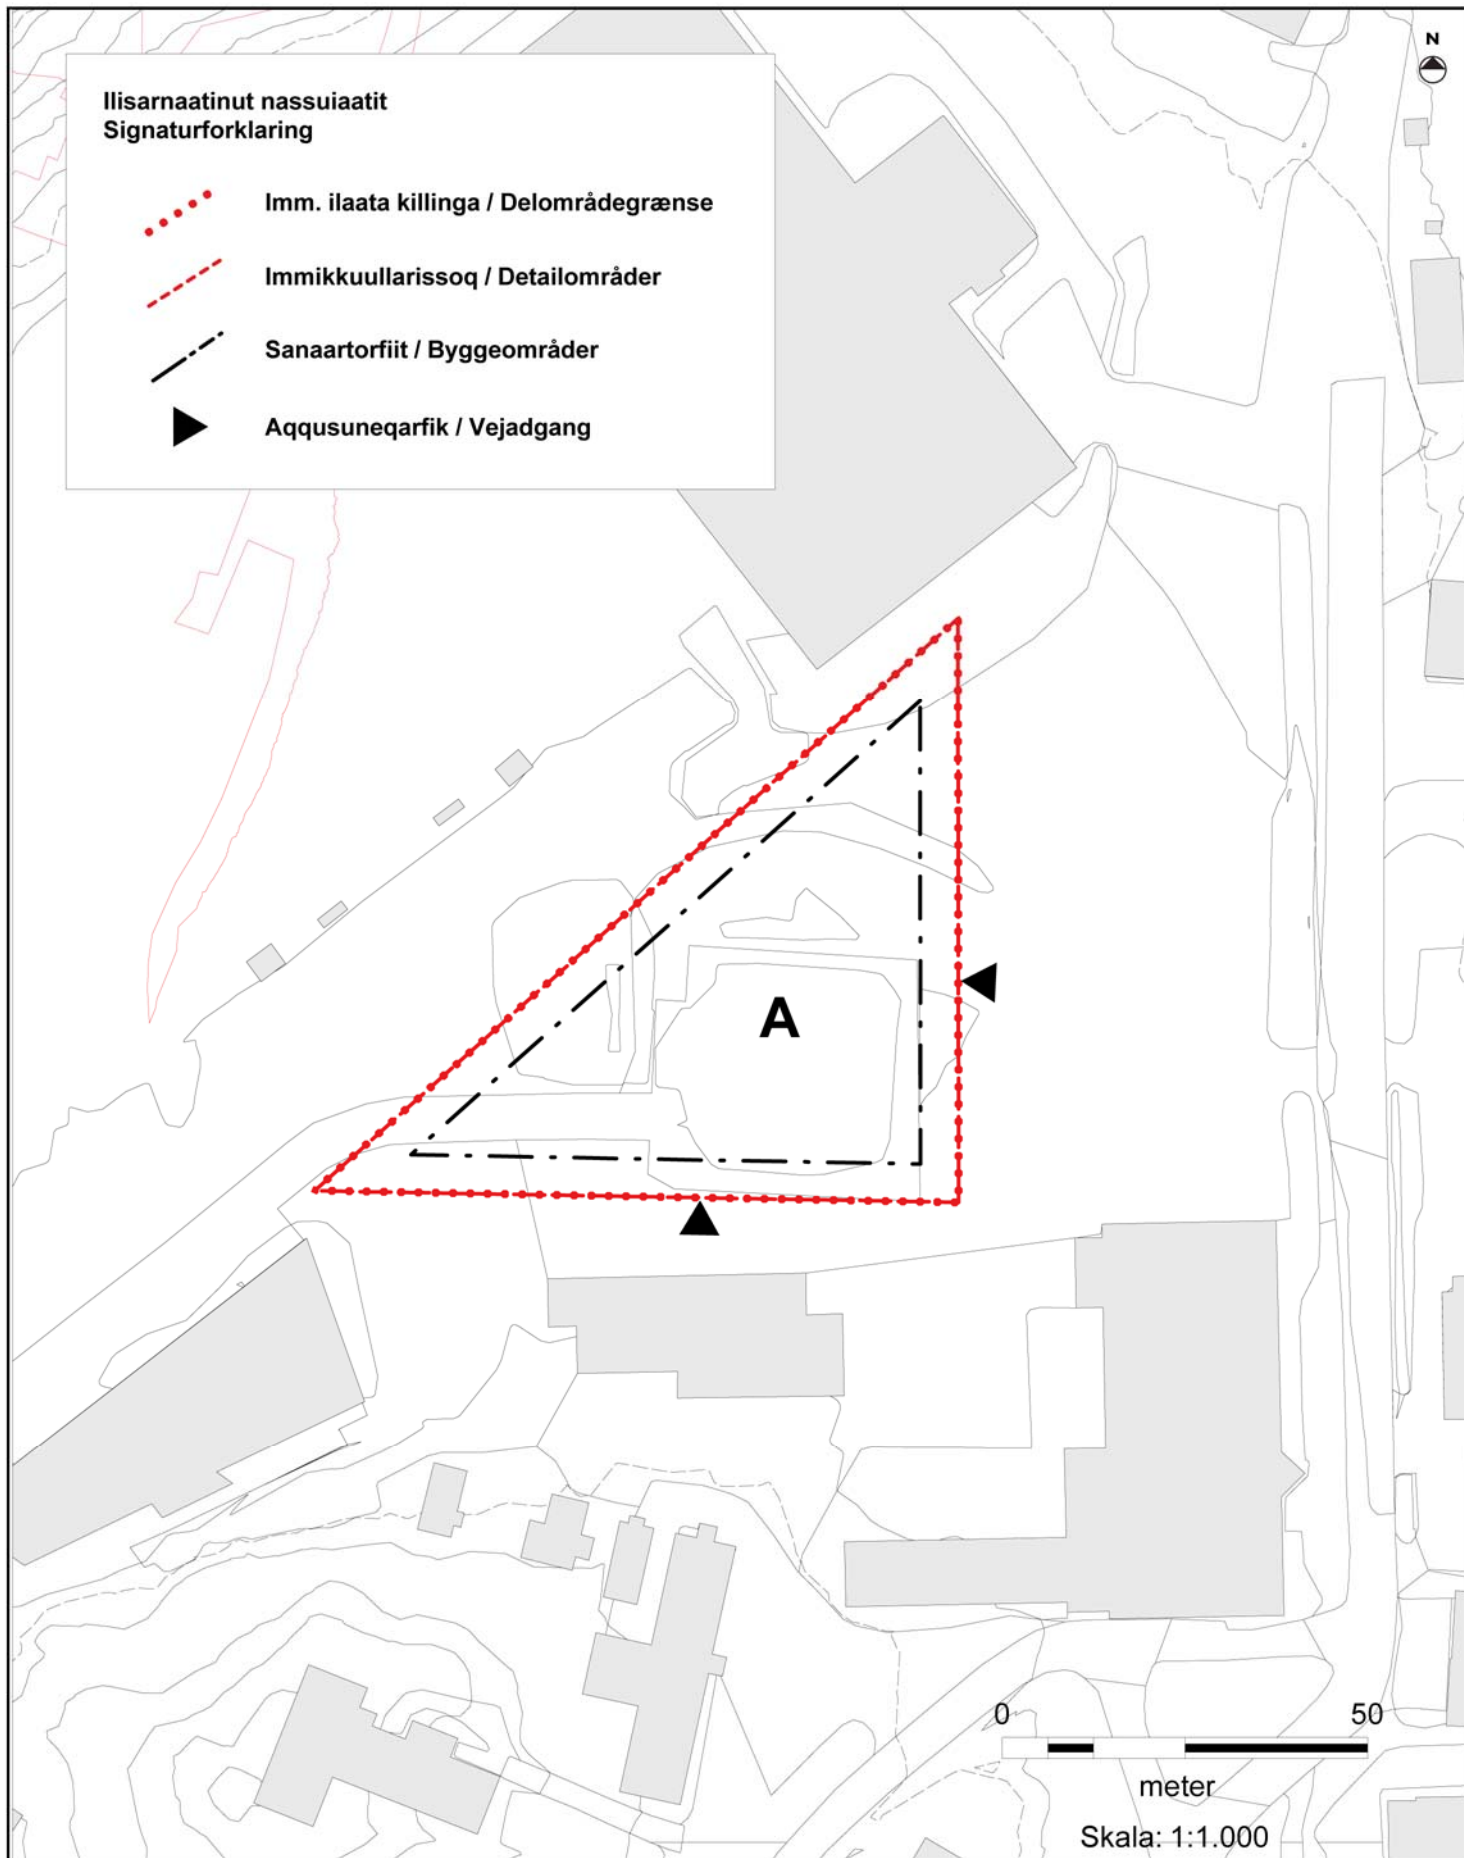 N
Ilisarnaatinut nassuiaatit
Signaturforklaring
Imm. ilaata killinga / Delområdegrænse
Immikkuullarissoq / Detailområder
Sanaartorfiit / Byggeområder
Aqqusuneqarfik / Vejadgang
A
0 50
meter
Skala: 1:1.000